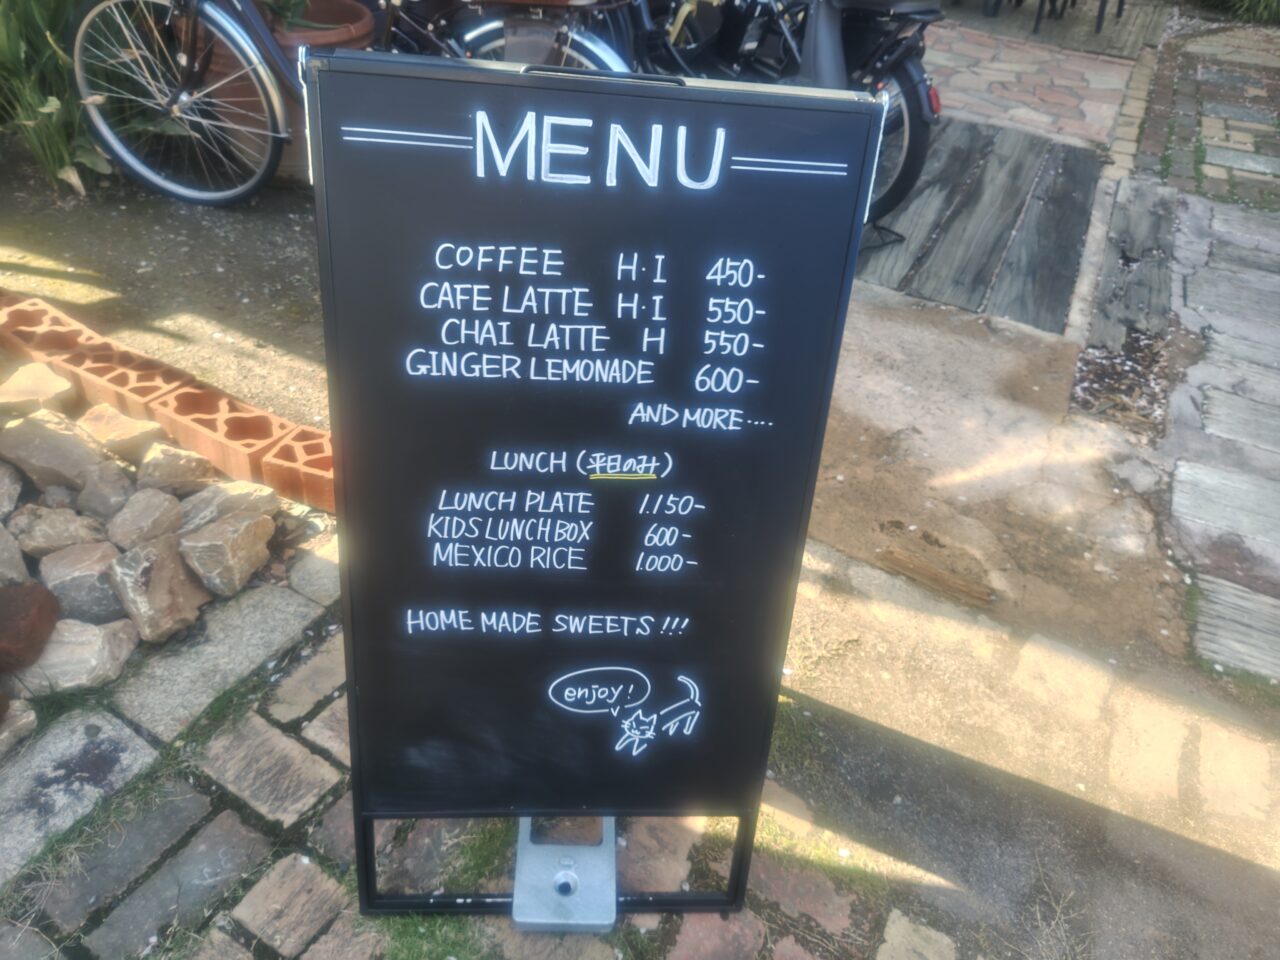 MENU
COFFEE H・I 450-
CAFE LATTE H・I 550-
CHAI LATTE H 550-
GINGER LEMONADE 600-
AND MORE....
LUNCH (平日のみ)
LUNCH PLATE 1.150-
KIDS LUNCH BOX 600-
MEXICO RICE 1.000-
HOME MADE SWEETS!!!
enjoy!